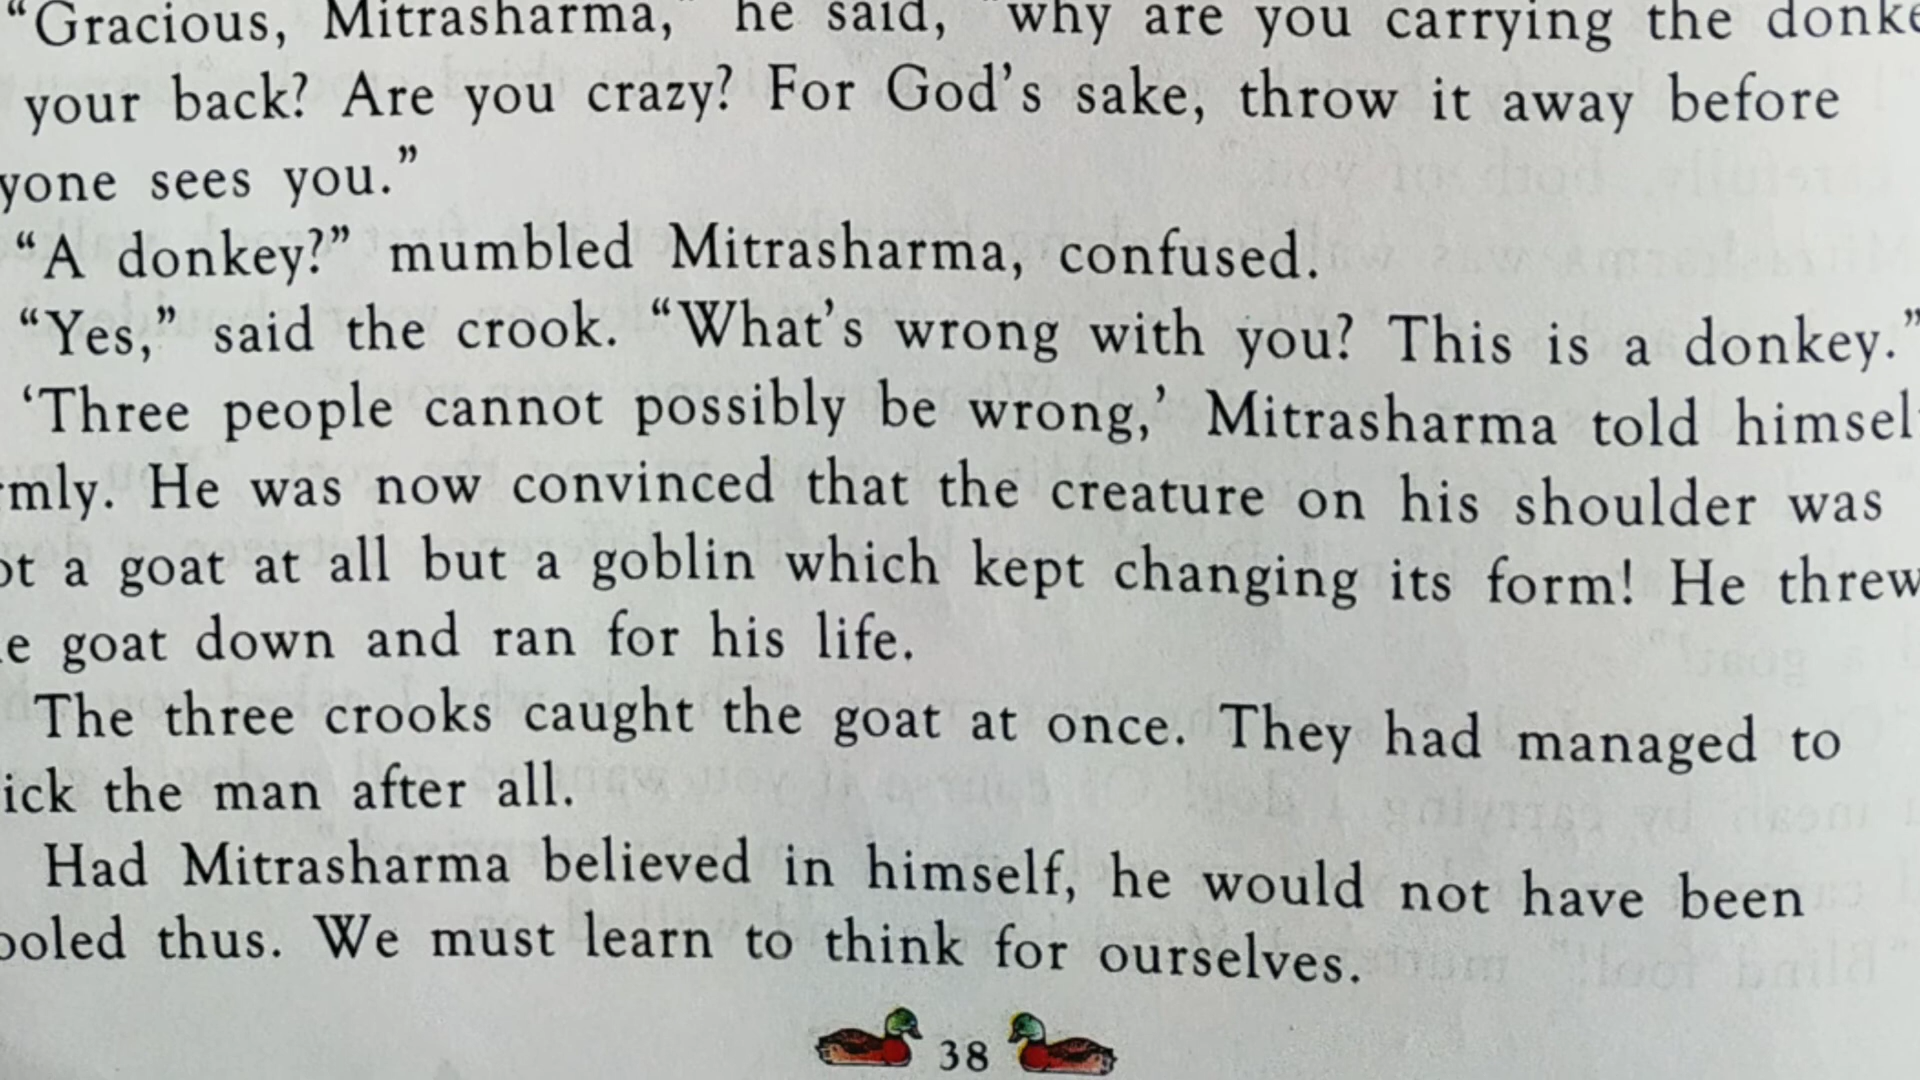 “Gracious, Mitrasharma,” he said, “why are you carrying the donke
your back? Are you crazy? For God’s sake, throw it away before
yone sees you.”
“A donkey?” mumbled Mitrasharma, confused.
“Yes,” said the crook. “What’s wrong with you? This is a donkey.”
‘Three people cannot possibly be wrong,’ Mitrasharma told himsel
mly. He was now convinced that the creature on his shoulder was
ot a goat at all but a goblin which kept changing its form! He threw
e goat down and ran for his life.
The three crooks caught the goat at once. They had managed to
ick the man after all.
Had Mitrasharma believed in himself, he would not have been
ooled thus. We must learn to think for ourselves.
38